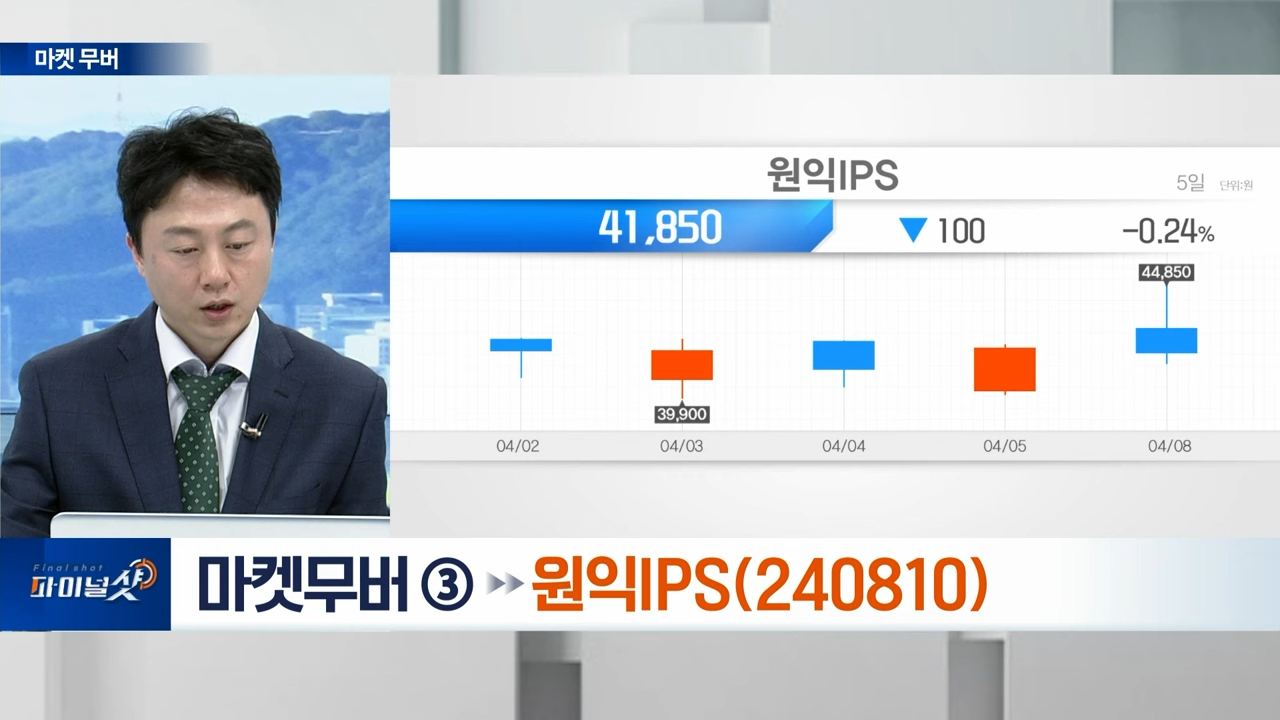 마켓 무버
원익IPS
5일 단위:원
41,850 ▼ 100 -0.24%
44,850
39,900
04/02 04/03 04/04 04/05 04/08
Final shot
파이널샷
마켓무버 ③ 원익IPS(240810)